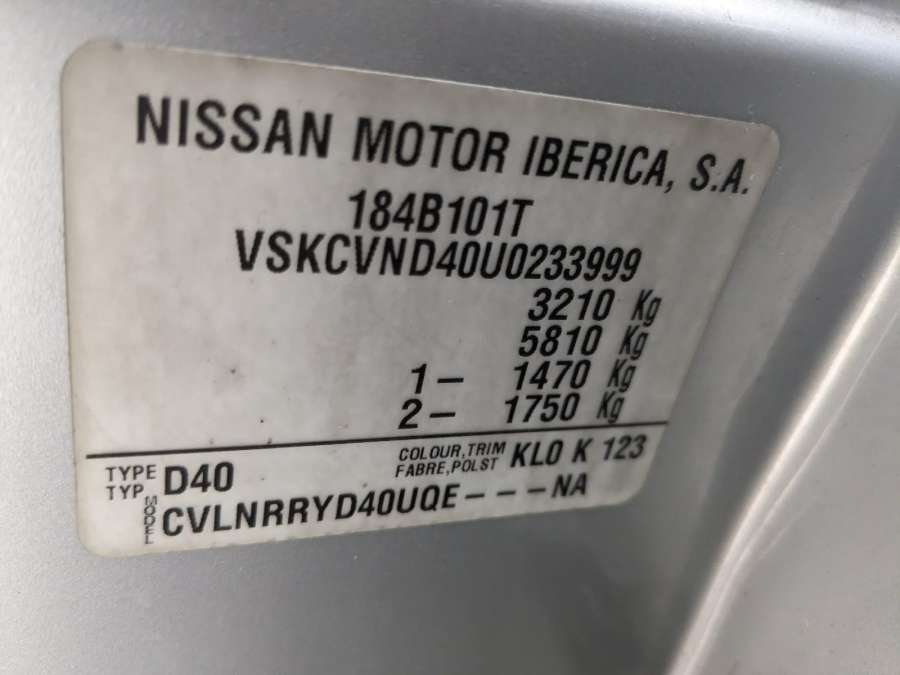 NISSAN MOTOR IBERICA, S.A.
184B101T
VSKCVND40U0233999
3210 Kg
5810 Kg
1– 1470 Kg
2– 1750 Kg
TYPE
TYP D40
COLOUR,TRIM
FABRE,POLST KL0 K 123
MODEL CVLNRRYD40UQE---NA